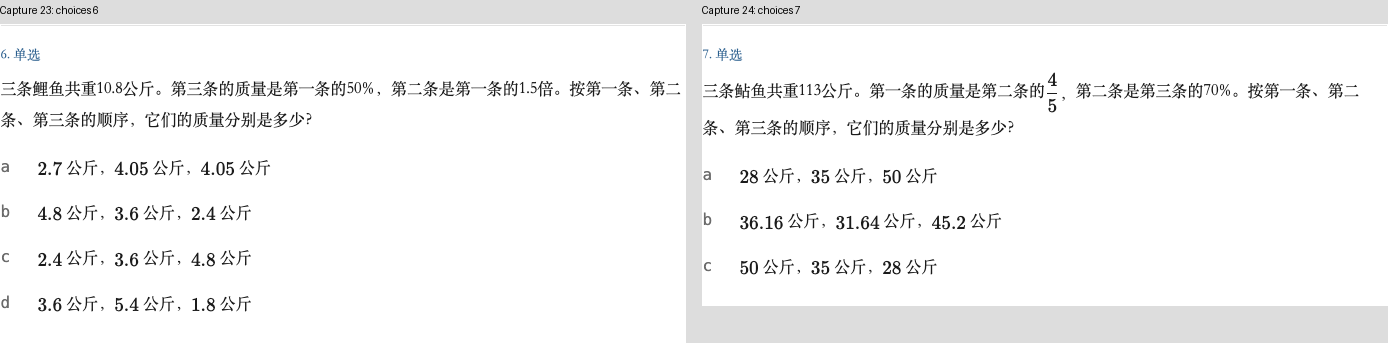 Capture 23: choices 6
6. 单选
三条鲤鱼共重10.8公斤。第三条的质量是第一条的50%，第二条是第一条的1.5倍。按第一条、第二
条、第三条的顺序，它们的质量分别是多少?
a 2.7 公斤，4.05 公斤，4.05 公斤
b 4.8 公斤，3.6 公斤，2.4 公斤
c 2.4 公斤，3.6 公斤，4.8 公斤
d 3.6 公斤，5.4 公斤，1.8 公斤
Capture 24: choices 7
7. 单选
三条鲇鱼共重113公斤。第一条的质量是第二条的4/5，第二条是第三条的70%。按第一条、第二
条、第三条的顺序，它们的质量分别是多少?
a 28 公斤，35 公斤，50 公斤
b 36.16 公斤，31.64 公斤，45.2 公斤
c 50 公斤，35 公斤，28 公斤